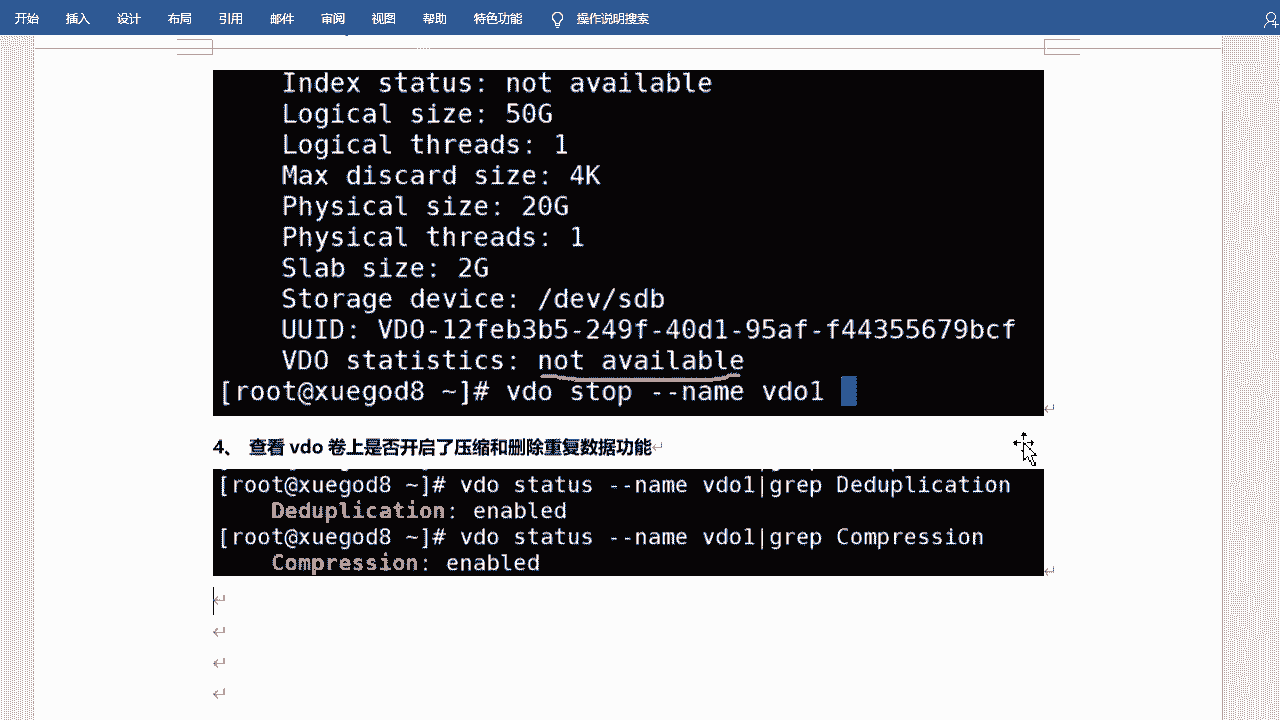 开始 插入 设计 布局 引用 邮件 审阅 视图 帮助 特色功能 操作说明搜索
Index status: not available
Logical size: 50G
Logical threads: 1
Max discard size: 4K
Physical size: 20G
Physical threads: 1
Slab size: 2G
Storage device: /dev/sdb
UUID: VDO-12feb3b5-249f-40d1-95af-f44355679bcf
VDO statistics: not available
[root@xuegod8 ~]# vdo stop --name vdo1
4、 查看 vdo 卷上是否开启了压缩和删除重复数据功能
[root@xuegod8 ~]# vdo status --name vdo1|grep Deduplication
Deduplication: enabled
[root@xuegod8 ~]# vdo status --name vdo1|grep Compression
Compression: enabled